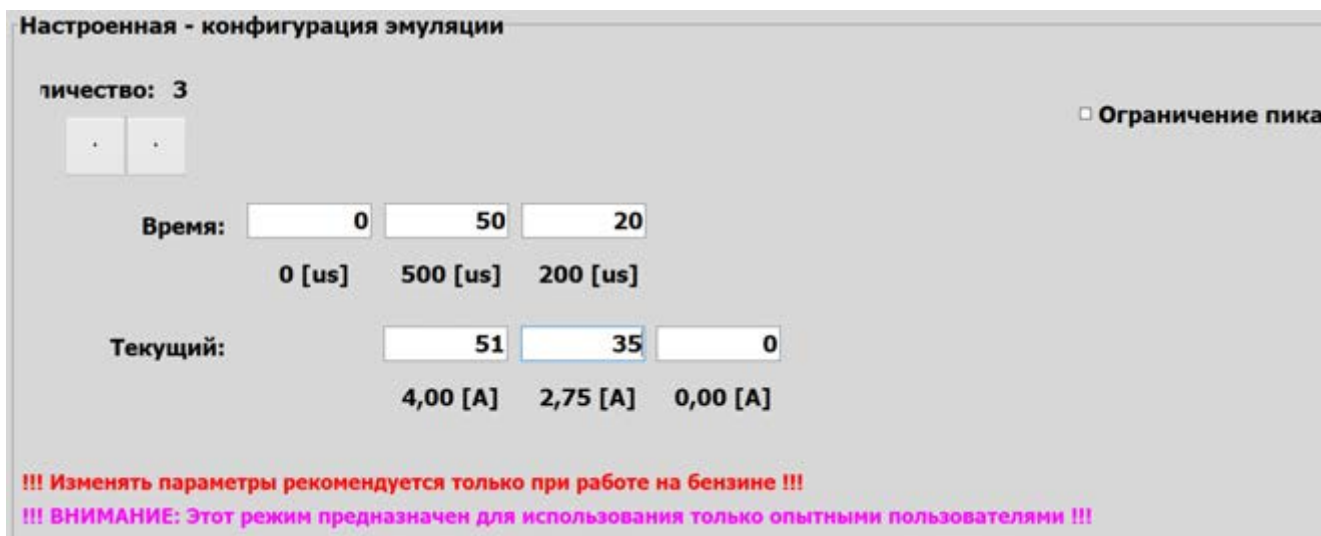 Настроенная - конфигурация эмуляции
личество: 3
Ограничение пика
Время: 0 50 20
0 [us] 500 [us] 200 [us]
Текущий: 51 35 0
4,00 [A] 2,75 [A] 0,00 [A]
!!! Изменять параметры рекомендуется только при работе на бензине !!!
!!! ВНИМАНИЕ: Этот режим предназначен для использования только опытными пользователями !!!